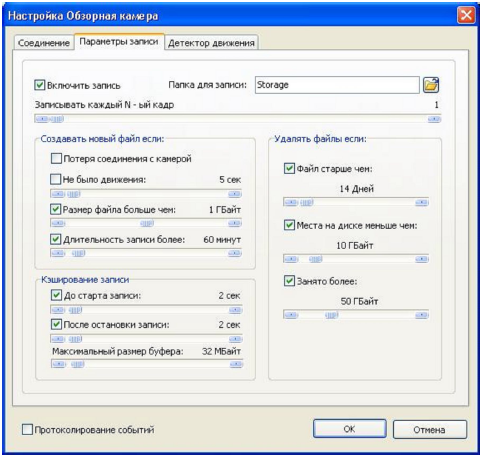 Настройка Обзорная камера
Соединение Параметры записи Детектор движения
Включить запись Папка для записи: Storage
Записывать каждый N - ый кадр 1
Создавать новый файл если:
Потеря соединения с камерой
Не было движения: 5 сек
Размер файла больше чем: 1 ГБайт
Длительность записи более: 60 минут
Кэширование записи
До старта записи: 2 сек
После остановки записи: 2 сек
Максимальный размер буфера: 32 МБайт
Удалять файлы если:
Файл старше чем:
14 Дней
Места на диске меньше чем:
10 ГБайт
Занято более:
50 ГБайт
Протоколирование событий
ОК Отмена